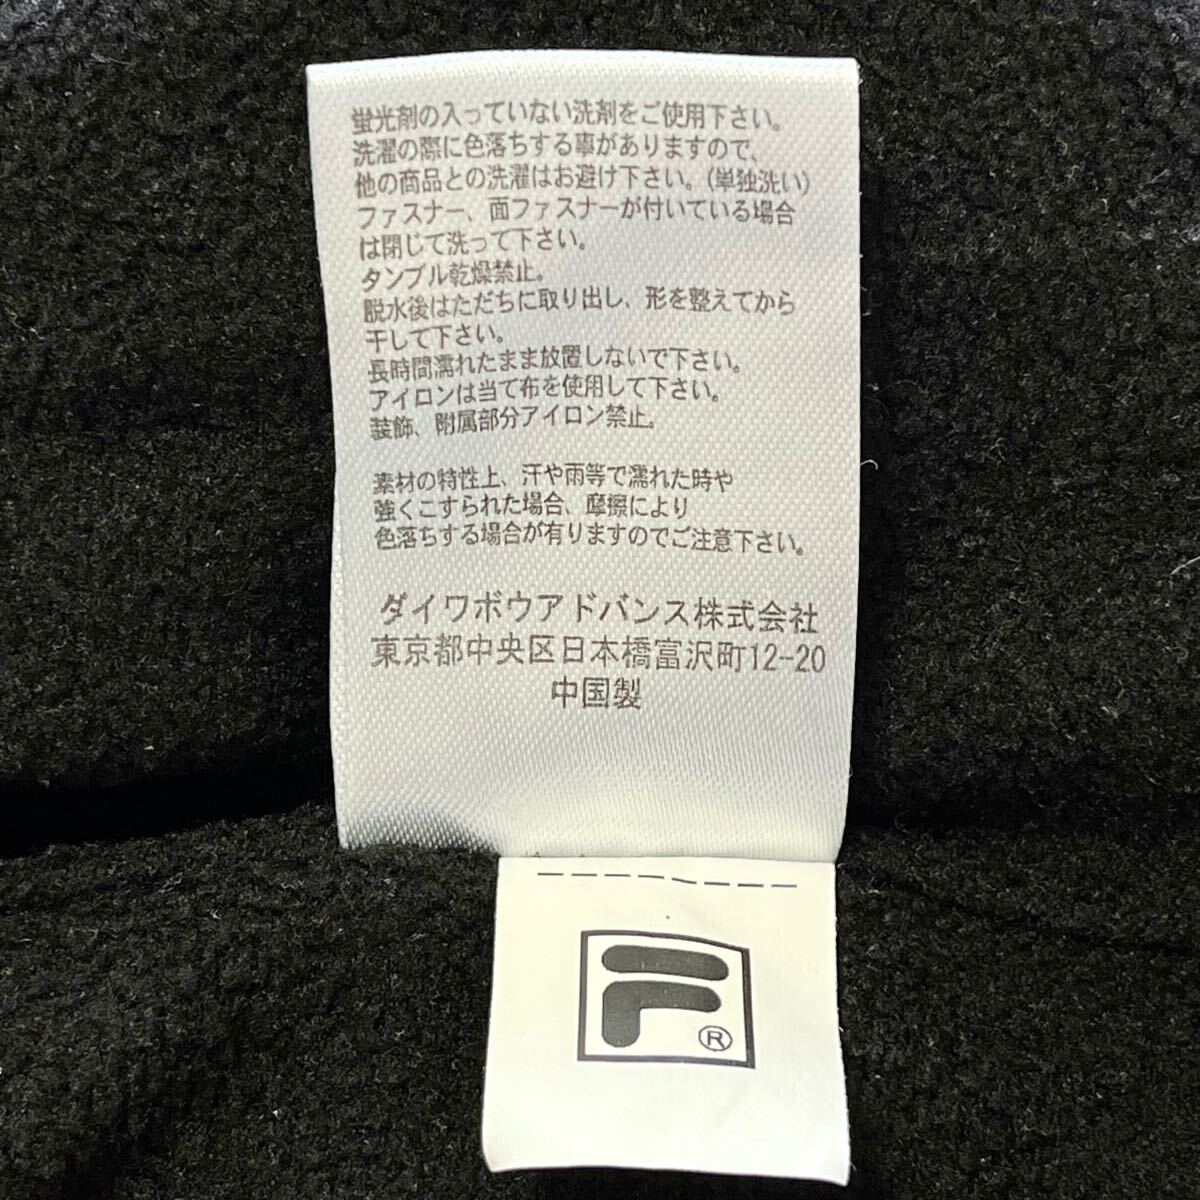 蛍光剤の入っていない洗剤をご使用下さい。
洗濯の際に色落ちする事がありますので、
他の商品との洗濯はお避け下さい。(単独洗い)
ファスナー、面ファスナーが付いている場合
は閉じて洗って下さい。
タンブル乾燥禁止。
脱水後はただちに取り出し、形を整えてから
干して下さい。
長時間濡れたまま放置しないで下さい。
アイロンは当て布を使用して下さい。
装飾、附属部分アイロン禁止。
素材の特性上、汗や雨等で濡れた時や
強くこすられた場合、摩擦により
色落ちする場合が有りますのでご注意下さい。
ダイワボウアドバンス株式会社
東京都中央区日本橋富沢町12-20
中国製
F
®